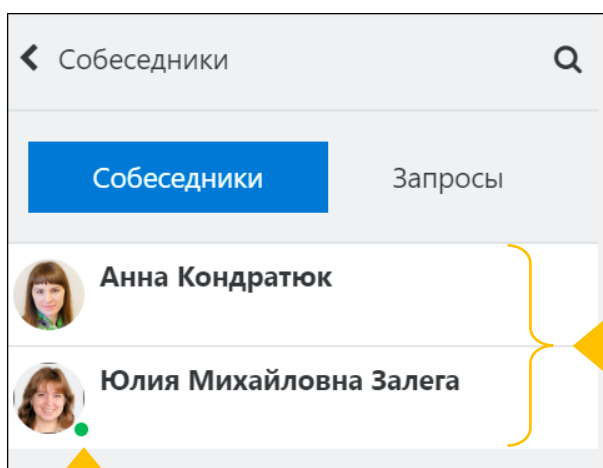 Собеседники
Собеседники Запросы
Анна Кондратюк
Юлия Михайловна Залега